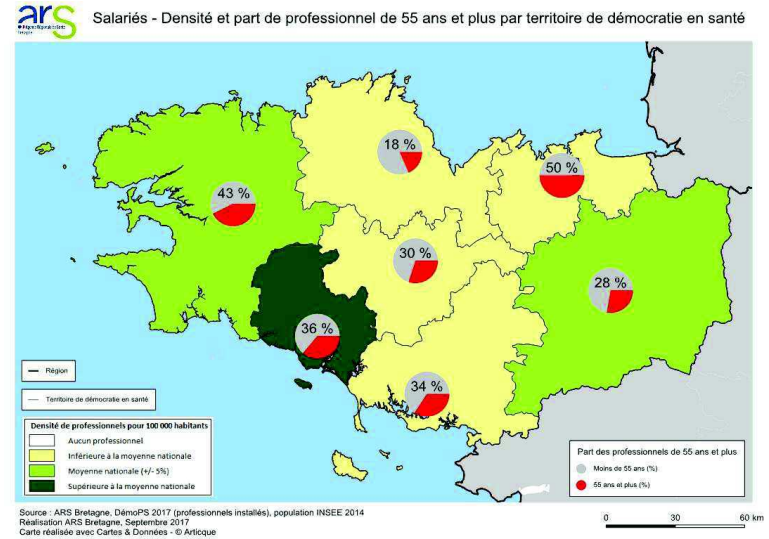 ars
Salariés - Densité et part de professionnel de 55 ans et plus par territoire de démocratie en santé
18 %
50 %
43 %
30 %
28 %
36 %
34 %
Région
Territoire de démocratie en santé
Densité de professionnels pour 100 000 habitants
Aucun professionnel
Inférieure à la moyenne nationale
Moyenne nationale (+/- 5%)
Supérieure à la moyenne nationale
Part des professionnels de 55 ans et plus
Moins de 55 ans (%)
55 ans et plus (%)
Source : ARS Bretagne, DémoPS 2017 (professionnels installés), population INSEE 2014
Réalisation ARS Bretagne, Septembre 2017
Carte réalisée avec Cartes & Données - © Articque
0 30 60 km